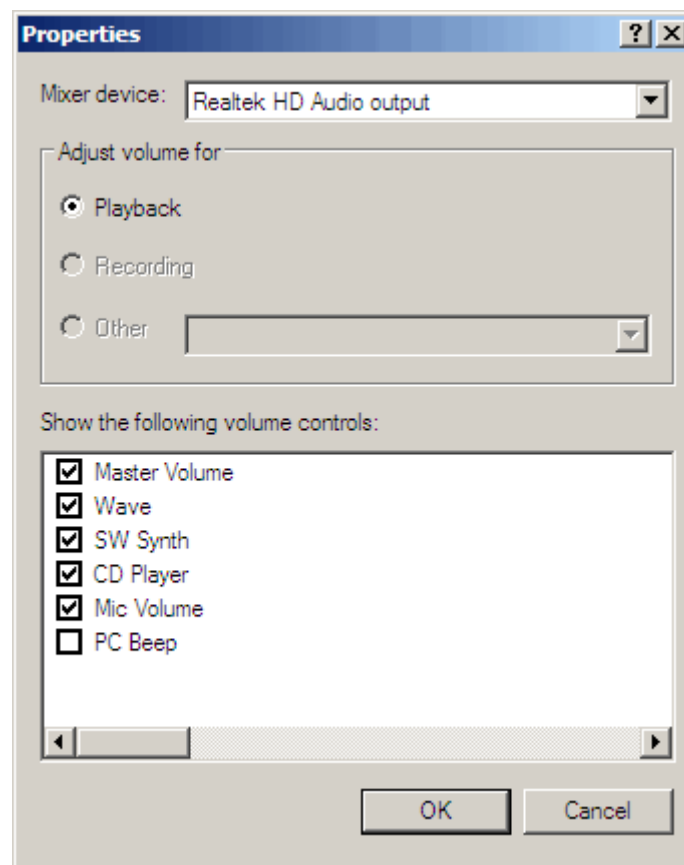 Properties
Mixer device: Realtek HD Audio output
Adjust volume for
Playback
Recording
Other
Show the following volume controls:
Master Volume
Wave
SW Synth
CD Player
Mic Volume
PC Beep
OK Cancel